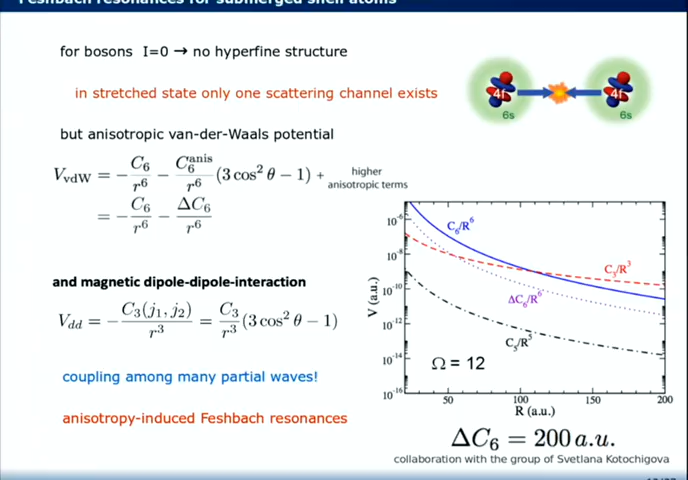 Feshbach resonances for submerged shell atoms
for bosons I=0 → no hyperfine structure
in stretched state only one scattering channel exists
4f 4f
6s 6s
but anisotropic van-der-Waals potential
V_vdW = − C_6/r^6 − C_6^anis/r^6 (3 cos² θ − 1) + higher anisotropic terms
= − C_6/r^6 − ΔC_6/r^6
and magnetic dipole-dipole-interaction
V_dd = − C_3(j_1, j_2)/r^3 = C_3/r^3 (3 cos² θ − 1)
coupling among many partial waves!
anisotropy-induced Feshbach resonances
V (a.u.)
10^-6
10^-8
10^-10
10^-12
10^-14
10^-16
C_6/R^6
C_3/R^3
ΔC_6/R^6
C_5/R^5
Ω = 12
50 100 150 200
R (a.u.)
ΔC_6 = 200 a.u.
collaboration with the group of Svetlana Kotochigova